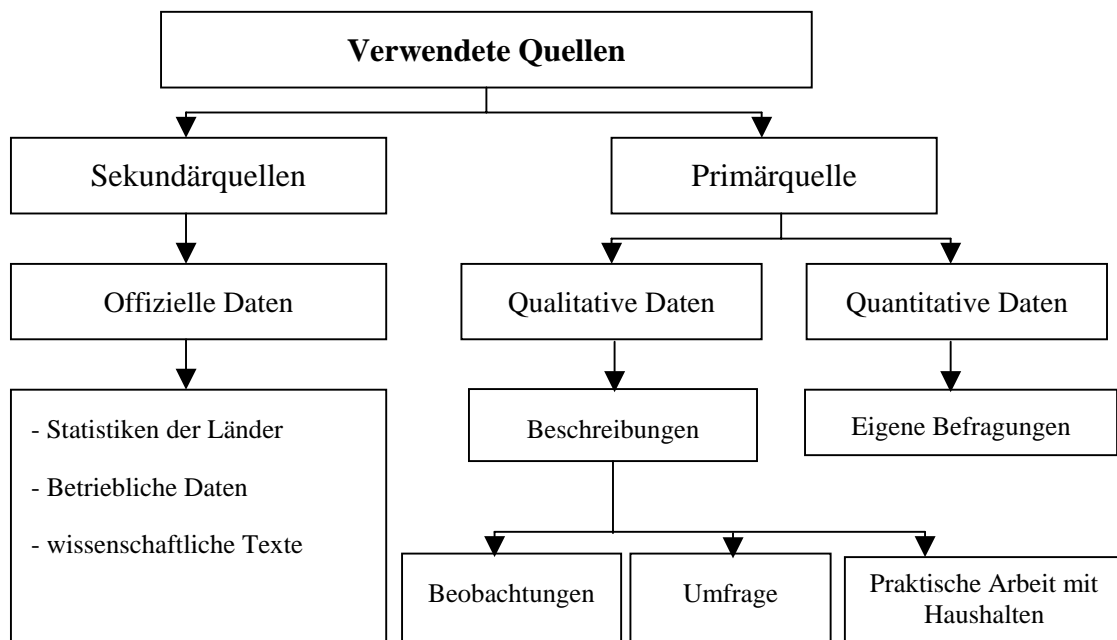 Verwendete Quellen
Sekundärquellen
Primärquelle
Offizielle Daten
Qualitative Daten
Quantitative Daten
- Statistiken der Länder
- Betriebliche Daten
- wissenschaftliche Texte
Beschreibungen
Eigene Befragungen
Beobachtungen
Umfrage
Praktische Arbeit mit
Haushalten